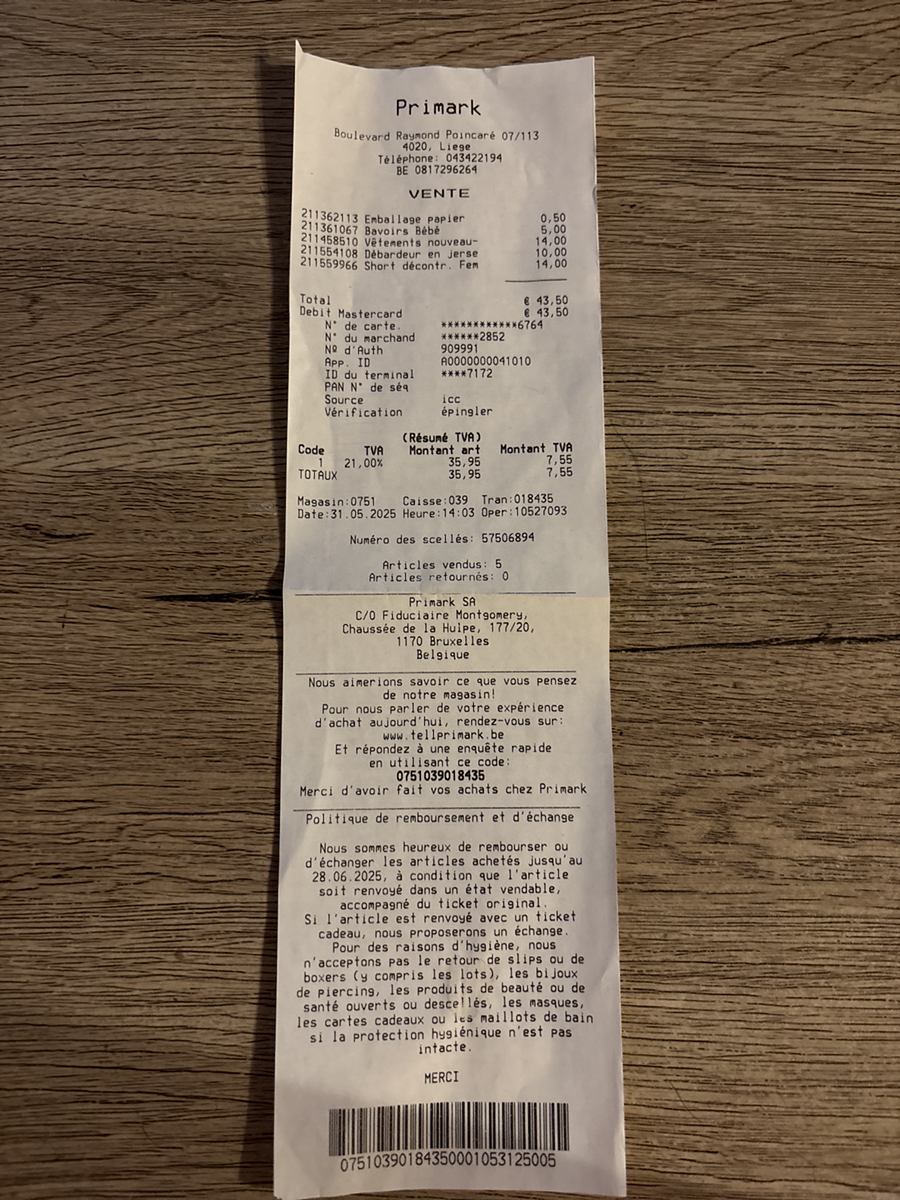 Primark
Boulevard Raymond Poincaré 07/113
4020, Liege
Téléphone: 043422194
BE 0817296264
VENTE
211362113 Emballage papier 0,50
211361067 Bavoirs Bébé 5,00
211458510 Vêtements nouveau- 14,00
211554108 Débardeur en jerse 10,00
211559966 Short décontr. Fem 14,00
Total € 43,50
Debit Mastercard € 43,50
N° de carte. ************6764
N° du marchand ******2852
Nº d'Auth 909991
App. ID A0000000041010
ID du terminal ****7172
PAN N° de séq
Source icc
Vérification épingler
(Résumé TVA)
Code TVA Montant art Montant TVA
1 21,00% 35,95 7,55
TOTAUX 35,95 7,55
Magasin:0751 Caisse:039 Tran:018435
Date:31.05.2025 Heure:14:03 Oper:10527093
Numéro des scellés: 57506894
Articles vendus: 5
Articles retournés: 0
Primark SA
C/O Fiduciaire Montgomery,
Chaussée de la Hulpe, 177/20,
1170 Bruxelles
Belgique
Nous aimerions savoir ce que vous pensez
de notre magasin!
Pour nous parler de votre expérience
d'achat aujourd'hui, rendez-vous sur:
www.tellprimark.be
Et répondez à une enquête rapide
en utilisant ce code:
0751039018435
Merci d'avoir fait vos achats chez Primark
Politique de remboursement et d'échange
Nous sommes heureux de rembourser ou
d'échanger les articles achetés jusqu'au
28.06.2025, à condition que l'article
soit renvoyé dans un état vendable,
accompagné du ticket original.
Si l'article est renvoyé avec un ticket
cadeau, nous proposerons un échange.
Pour des raisons d'hygiène, nous
n'acceptons pas le retour de slips ou de
boxers (y compris les lots), les bijoux
de piercing, les produits de beauté ou de
santé ouverts ou descellés, les masques,
les cartes cadeaux ou les maillots de bain
si la protection hygiénique n'est pas
intacte.
MERCI
07510390184350001053125005